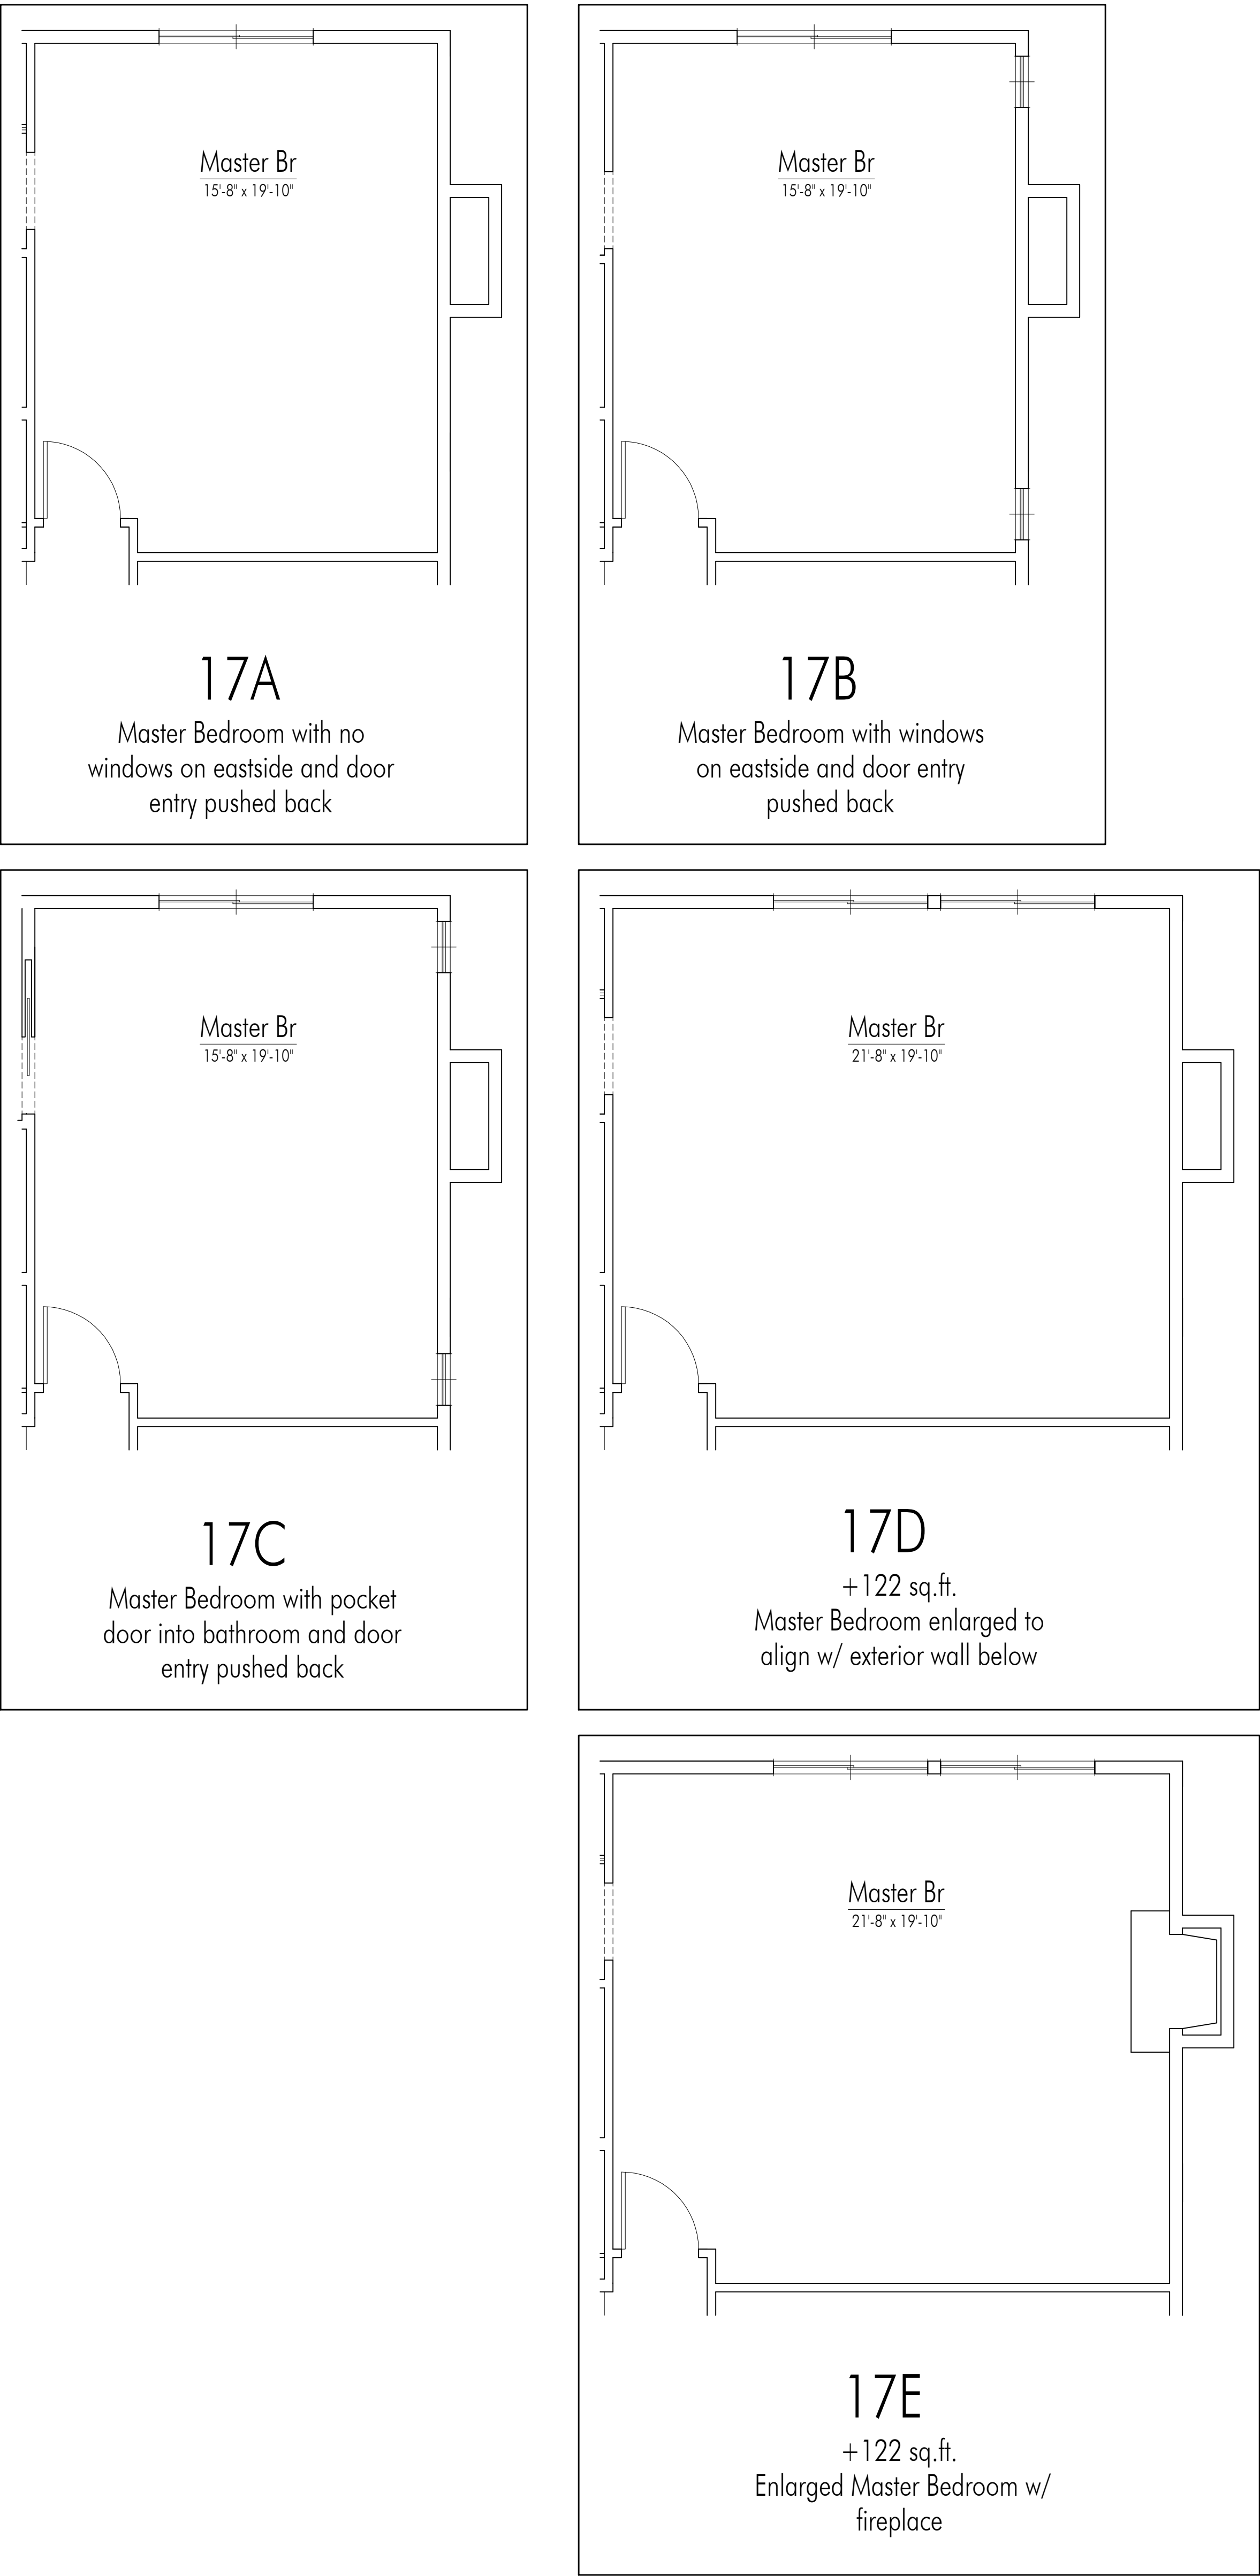 Master Br
15'-8" x 19'-10"
17A
Master Bedroom with no
windows on eastside and door
entry pushed back
Master Br
15'-8" x 19'-10"
17B
Master Bedroom with windows
on eastside and door entry
pushed back
Master Br
15'-8" x 19'-10"
17C
Master Bedroom with pocket
door into bathroom and door
entry pushed back
Master Br
21'-8" x 19'-10"
17D
+122 sq.ft.
Master Bedroom enlarged to
align w/ exterior wall below
Master Br
21'-8" x 19'-10"
17E
+122 sq.ft.
Enlarged Master Bedroom w/
fireplace